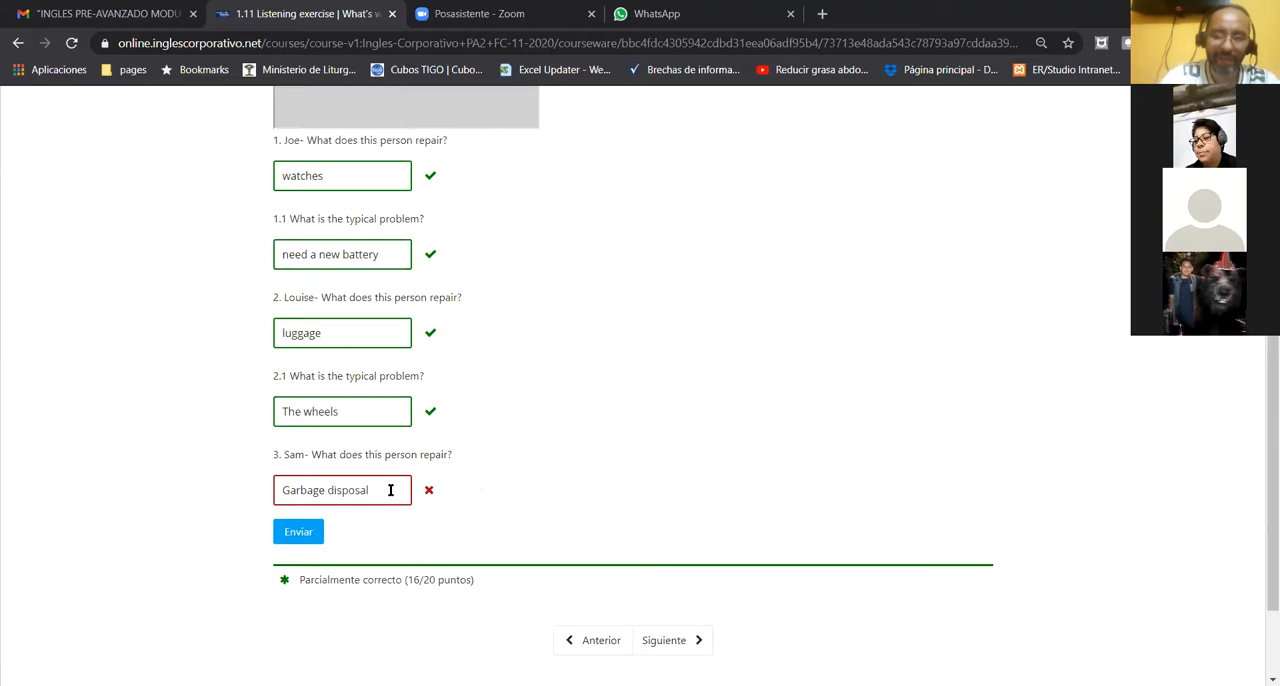 "INGLES PRE-AVANZADO MODU
1.11 Listening exercise | What's w
Posasistente - Zoom
WhatsApp
online.inglescorporativo.net/courses/course-v1:Ingles-Corporativo+PA2+FC-11-2020/courseware/bbc4fdc4305942cdbd31eea06adf95b4/73713e48ada543c78793a97cddaa39...
Aplicaciones
pages
Bookmarks
Ministerio de Liturg...
Cubos TIGO | Cubo...
Excel Updater - We...
Brechas de informa...
Reducir grasa abdo...
Página principal - D...
ER/Studio Intranet...
1. Joe- What does this person repair?
watches
1.1 What is the typical problem?
need a new battery
2. Louise- What does this person repair?
luggage
2.1 What is the typical problem?
The wheels
3. Sam- What does this person repair?
Garbage disposal
Enviar
Parcialmente correcto (16/20 puntos)
Anterior
Siguiente